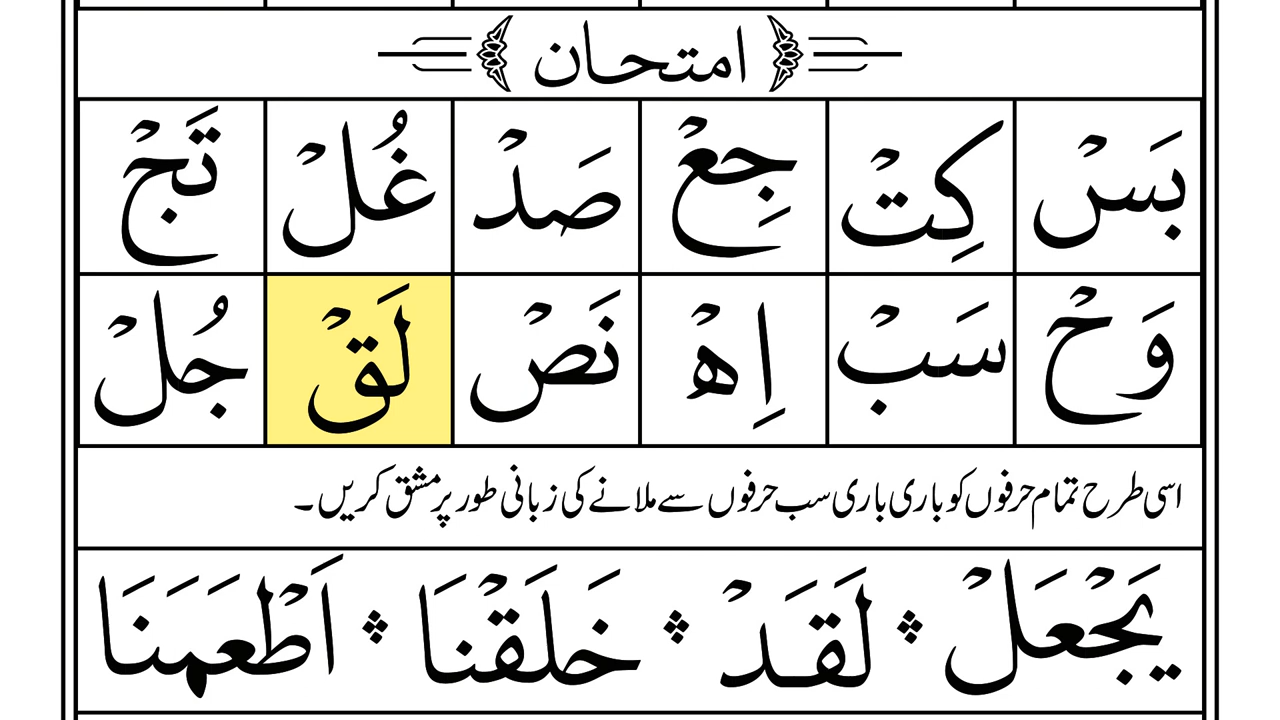 امتحان
بَسْ كِتْ جِعْ صَدْ غُلْ تَجْ
وَحْ سَبْ اِهْ نَصْ لَقْ جُلْ
اسی طرح تمام حرفوں کو باری باری سب حرفوں سے ملانے کی زبانی طور پر مشق کریں۔
يَجْعَلْ لَقَدْ خَلَقْنَا اَطْعَمَنَا